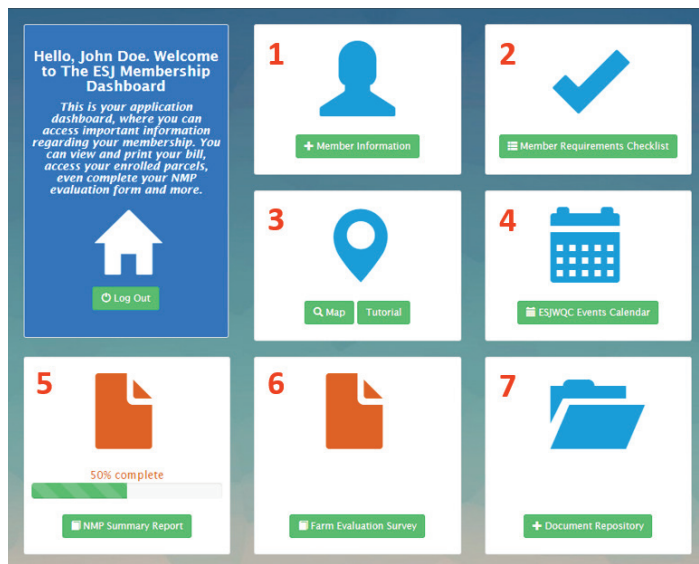 Hello, John Doe. Welcome
to The ESJ Membership
Dashboard
This is your application
dashboard, where you can
access important information
regarding your membership. You
can view and print your bill,
access your enrolled parcels,
even complete your NMP
evaluation form and more.
Log Out
1
Member Information
2
Member Requirements Checklist
3
Map
Tutorial
4
ESJWQC Events Calendar
5
50% complete
NMP Summary Report
6
Farm Evaluation Survey
7
Document Repository